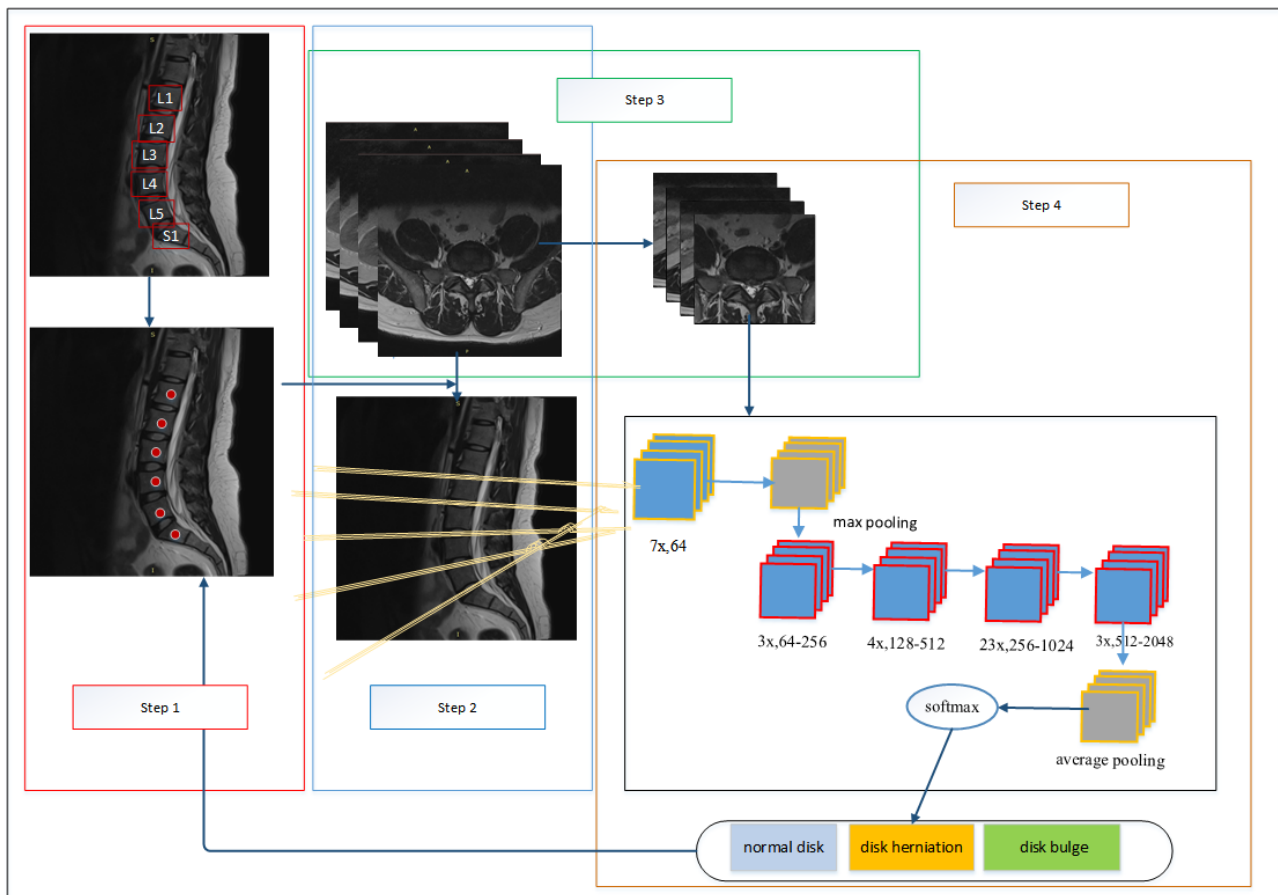 S
L1
L2
L3
L4
L5
S1
I
S
I
Step 1
A
A
A
A
A
P
S
I
Step 2
Step 3
Step 4
7x,64
max pooling
3x,64-256
4x,128-512
23x,256-1024
3x,512-2048
softmax
average pooling
normal disk
disk herniation
disk bulge